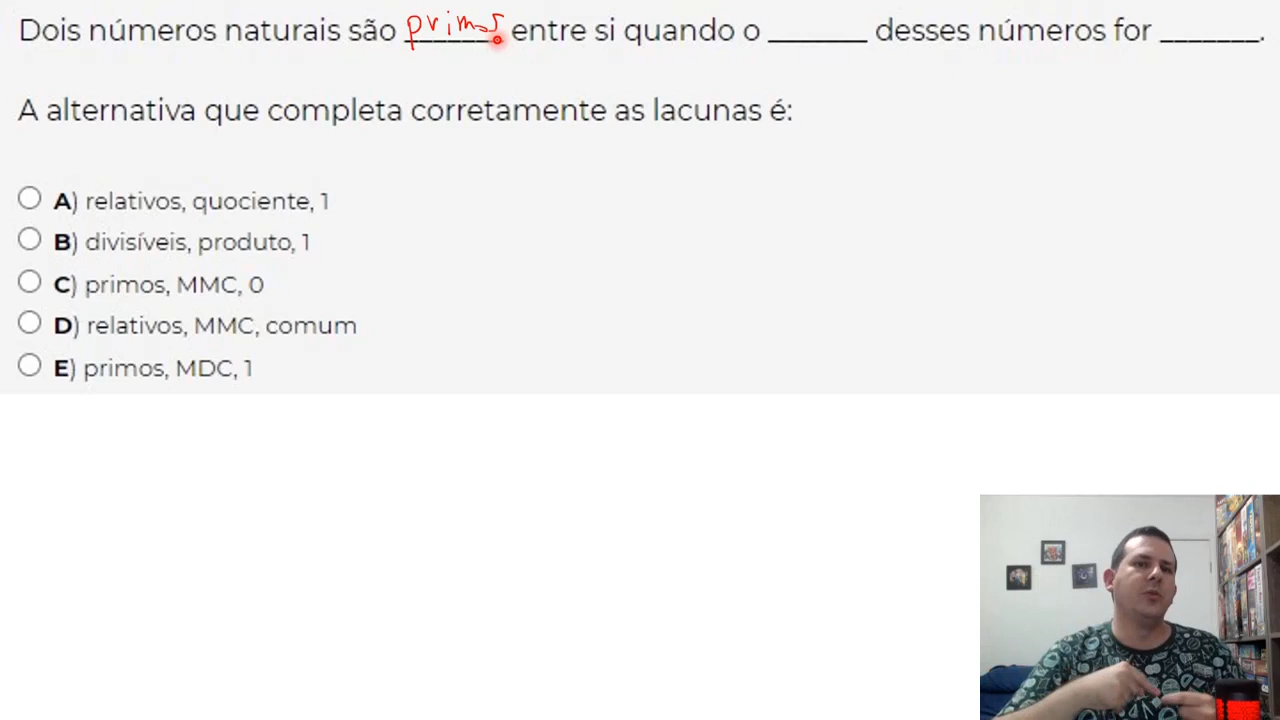 Dois números naturais são primos entre si quando o _______ desses números for _______.
A alternativa que completa corretamente as lacunas é:
A) relativos, quociente, 1
B) divisíveis, produto, 1
C) primos, MMC, 0
D) relativos, MMC, comum
E) primos, MDC, 1